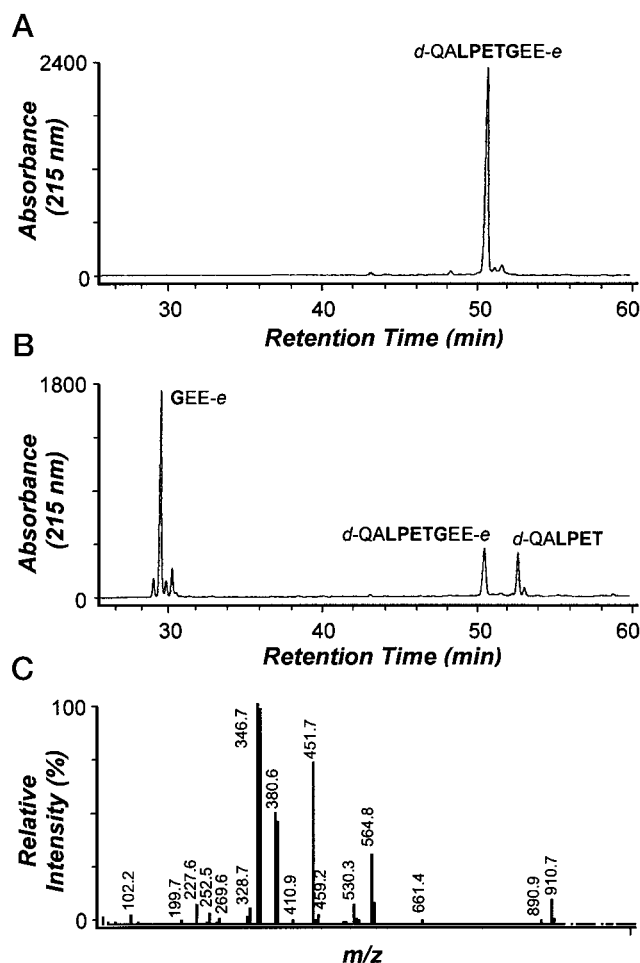 A
d-QALPETGEE-e
2400
Absorbance
(215 nm)
0
30 40 50 60
Retention Time (min)
B
1800
GEE-e
Absorbance
(215 nm)
d-QALPETGEE-e d-QALPET
0
30 40 50 60
Retention Time (min)
C
100
Relative
Intensity (%)
0
102.2
199.7
227.6
252.5
269.6
328.7
346.7
380.6
410.9
451.7
459.2
530.3
564.8
661.4
890.9
910.7
m/z